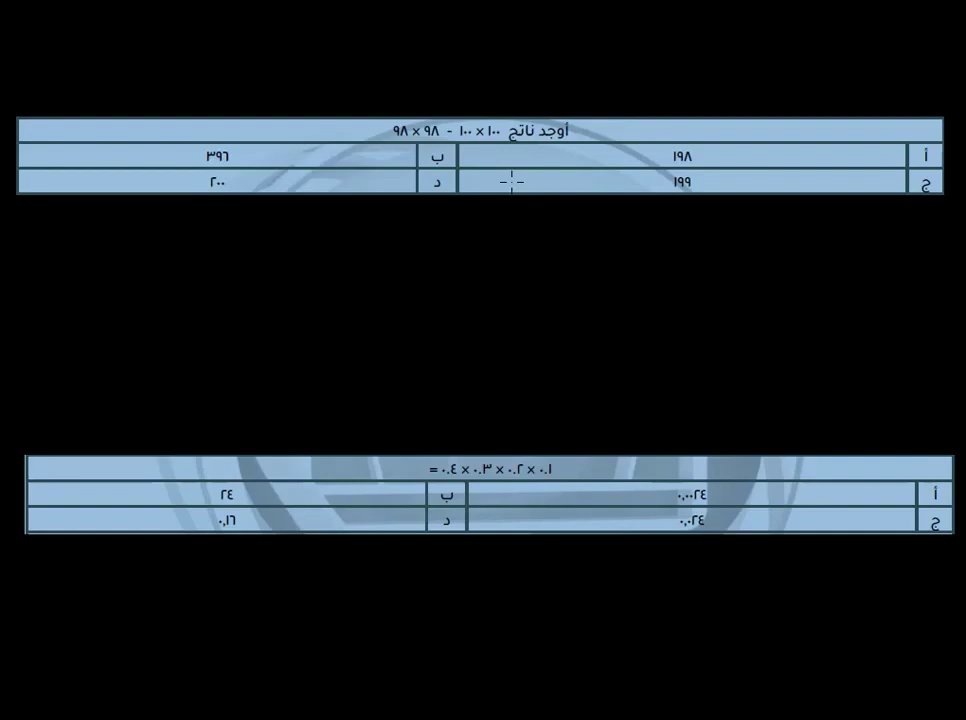 أوجد ناتج ١٠٠ × ١٠٠ - ٩٨ × ٩٨
أ ١٩٨ ب ٣٩٦
ج ١٩٩ د ٢٠٠
٠.١ × ٠.٢ × ٠.٣ × ٠.٤ =
أ ٠,٠٠٢٤ ب ٢٤
ج ٠,٠٢٤ د ٠,١٦